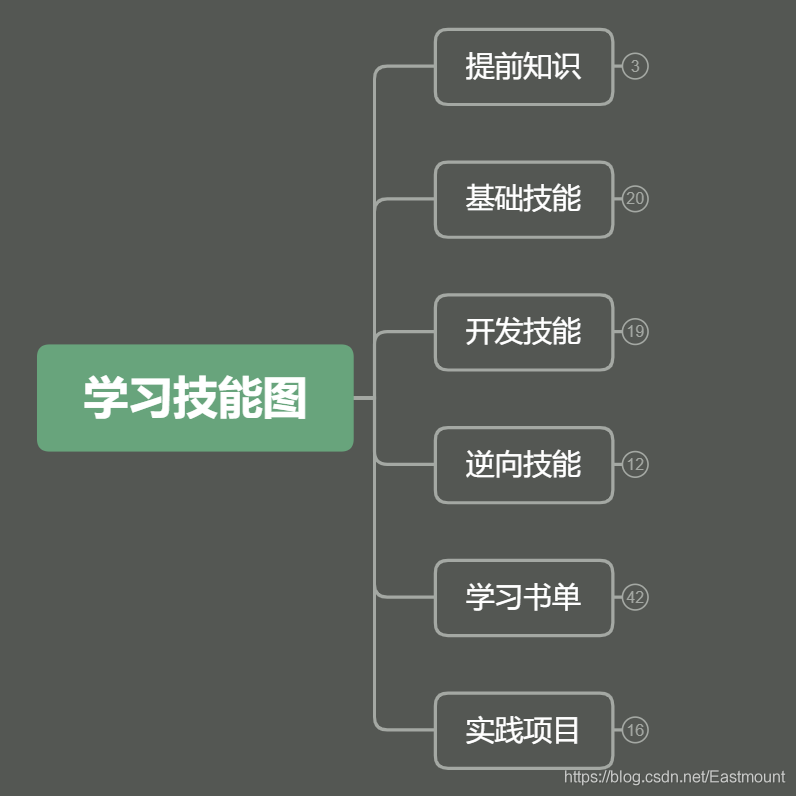 提前知识
3
基础技能
20
开发技能
19
学习技能图
逆向技能
12
学习书单
42
实践项目
16
https://blog.csdn.net/Eastmount